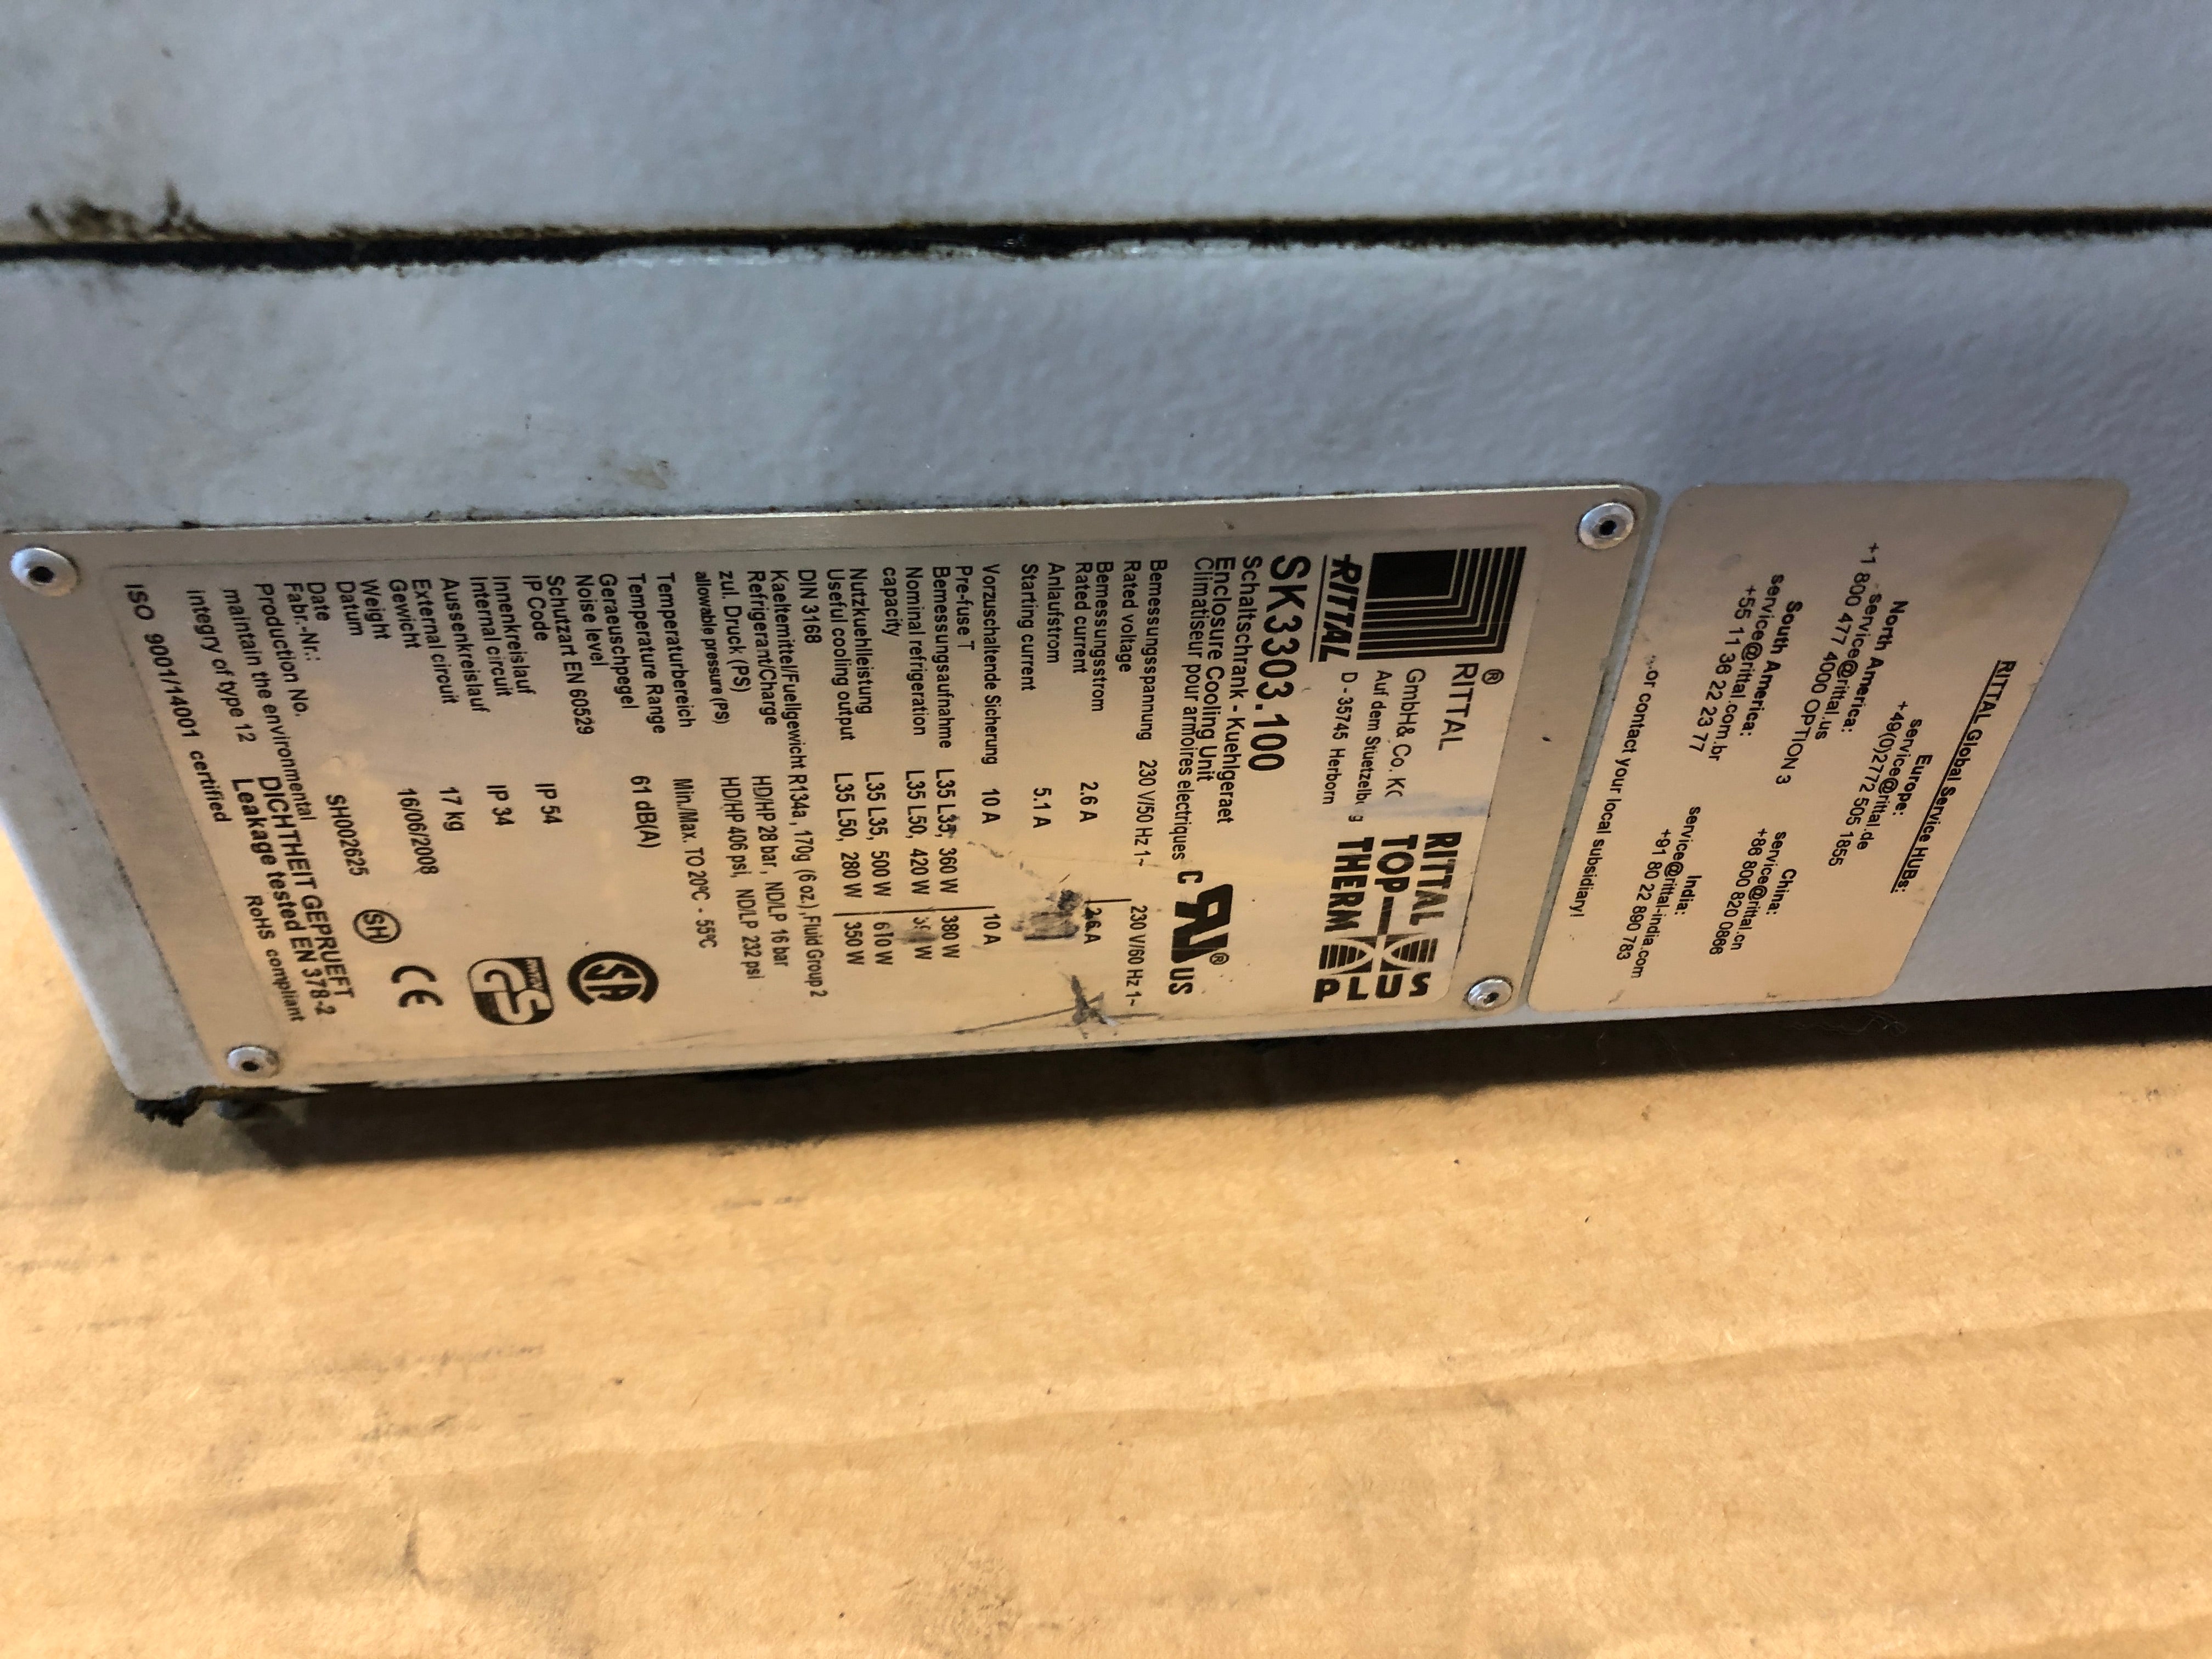 RITTAL Global Service HUBs:
Europe:
service@rittal.de
+ 49(0)2772 505 1855
North America:
service@rittal.us
+1 800 477 4000 OPTION 3
China:
service@rittal.cn
+86 800 820 0866
South America:
service@rittal.com.br
+55 11 36 22 23 77
India:
service@rittal-india.com
+91 80 22 890 783
or contact your local subsidiary!
®
RITTAL
GmbH& Co. KG
Auf dem
D - 35745 Herborn
RITTAL
RITTAL
TOP
THERM
PLUS
SK3303.100
Schaltschrank - Kuehlgeraet
Enclosure Cooling Unit
Climatiseur pour armoires electriques
C UR ® US
Bemessungsspannung 230 V/50 Hz 1~ 230 V/60 Hz 1~
Rated voltage
Bemessungsstrom 2.6 A 2.6 A
Rated current
Anlaufstrom 5.1 A
Starting current
Vorzuschaltende Sicherung 10 A 10 A
Pre-fuse T
Bemessungsaufnahme L35 L35, 360 W 380 W
Nominal refrigeration L35 L50, 420 W W
capacity
Nutzkuehlleistung L35 L35, 500 W 610 W
Useful cooling output L35 L50, 280 W 350 W
DIN 3168
Kaeltemittel/Fuellgewicht R134a, 170g (6 oz.), Fluid Group 2
Refrigerant/Charge
zul. Druck (PS) HD/HP 28 bar, ND/LP 16 bar
allowable pressure (PS) HD/HP 406 psi, ND/LP 232 psi
Temperaturbereich Min./Max. TO 20°C - 55°C
Temperature Range
Geraeuschpegel 61 dB(A)
Noise level
Schutzart EN 60529
IP Code
Innenkreislauf IP 54
Internal circuit
Aussenkreislauf IP 34
External circuit
Gewicht 17 kg
Weight
Datum 16/06/2008
Date
Fabr.-Nr.: SH002625
Production No.
SA
GS
CE
SH
maintain the environmental DICHTHEIT GEPRUEFT
integry of type 12 Leakage tested EN 378-2
RoHS compliant
ISO 9001/14001 certified